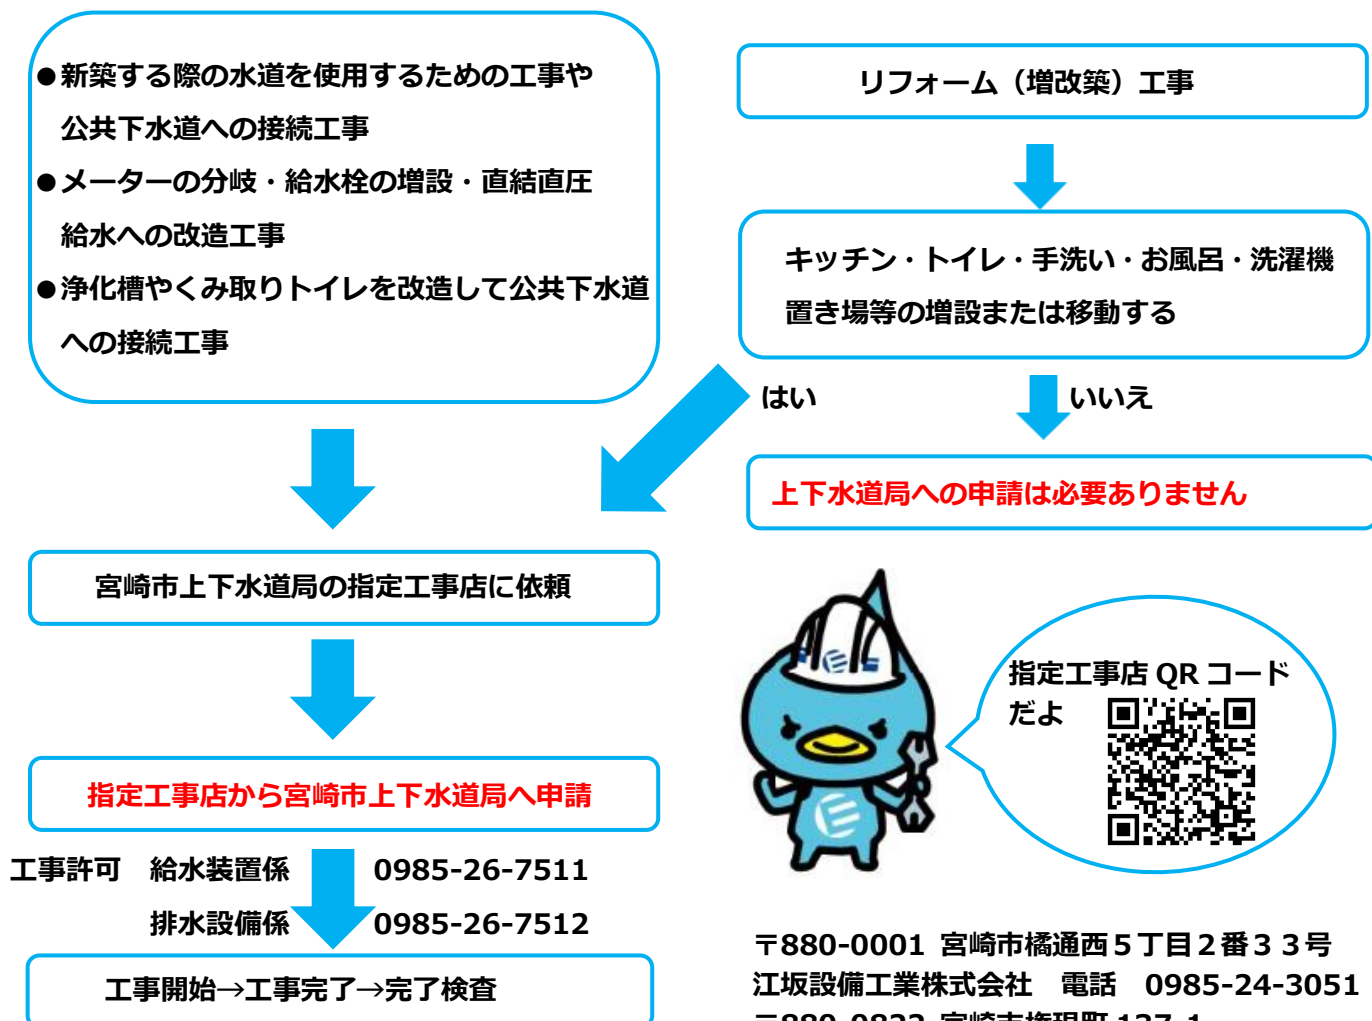 ●新築する際の水道を使用するための工事や
公共下水道への接続工事
●メーターの分岐・給水栓の増設・直結直圧
給水への改造工事
●浄化槽やくみ取りトイレを改造して公共下水道
への接続工事
リフォーム（増改築）工事
キッチン・トイレ・手洗い・お風呂・洗濯機
置き場等の増設または移動する
はい
いいえ
上下水道局への申請は必要ありません
宮崎市上下水道局の指定工事店に依頼
指定工事店から宮崎市上下水道局へ申請
工事許可　給水装置係　0985-26-7511
排水設備係　0985-26-7512
工事開始→工事完了→完了検査
指定工事店 QR コード
だよ
〒880-0001 宮崎市橘通西５丁目２番３３号
江坂設備工業株式会社　電話　0985-24-3051
〒880-0832 宮崎市権現町 127-1